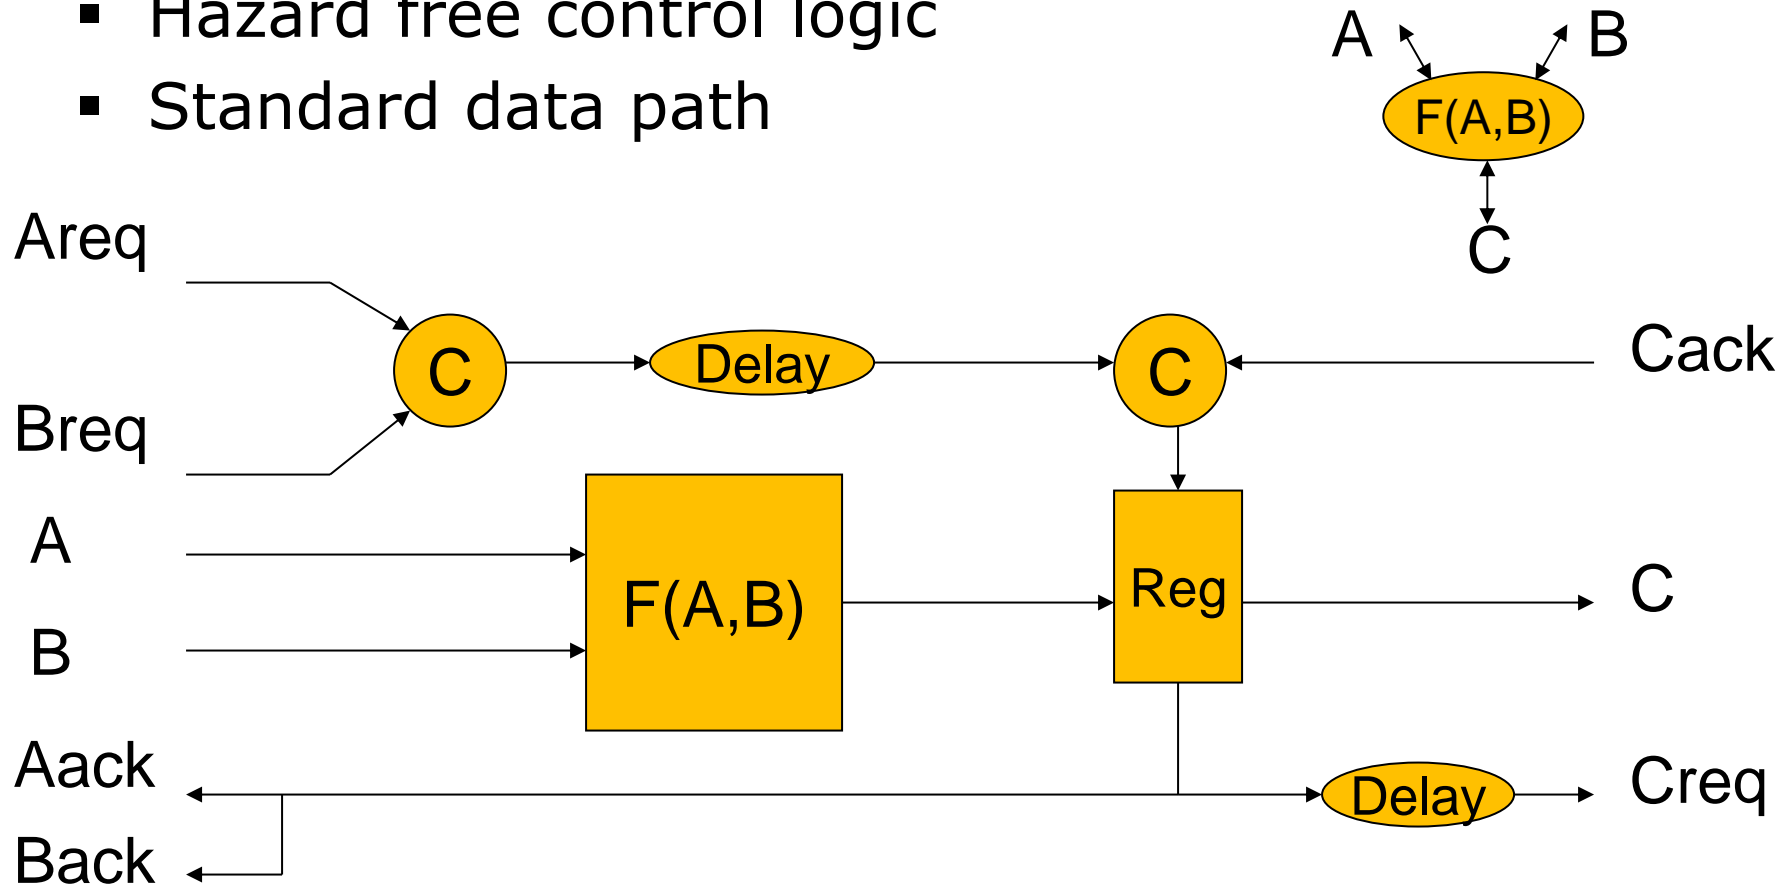 ▪ Hazard free control logic
▪ Standard data path
A B
F(A,B)
C
Areq
C Delay C Cack
Breq
A
F(A,B) Reg C
B
Aack
Delay Creq
Back